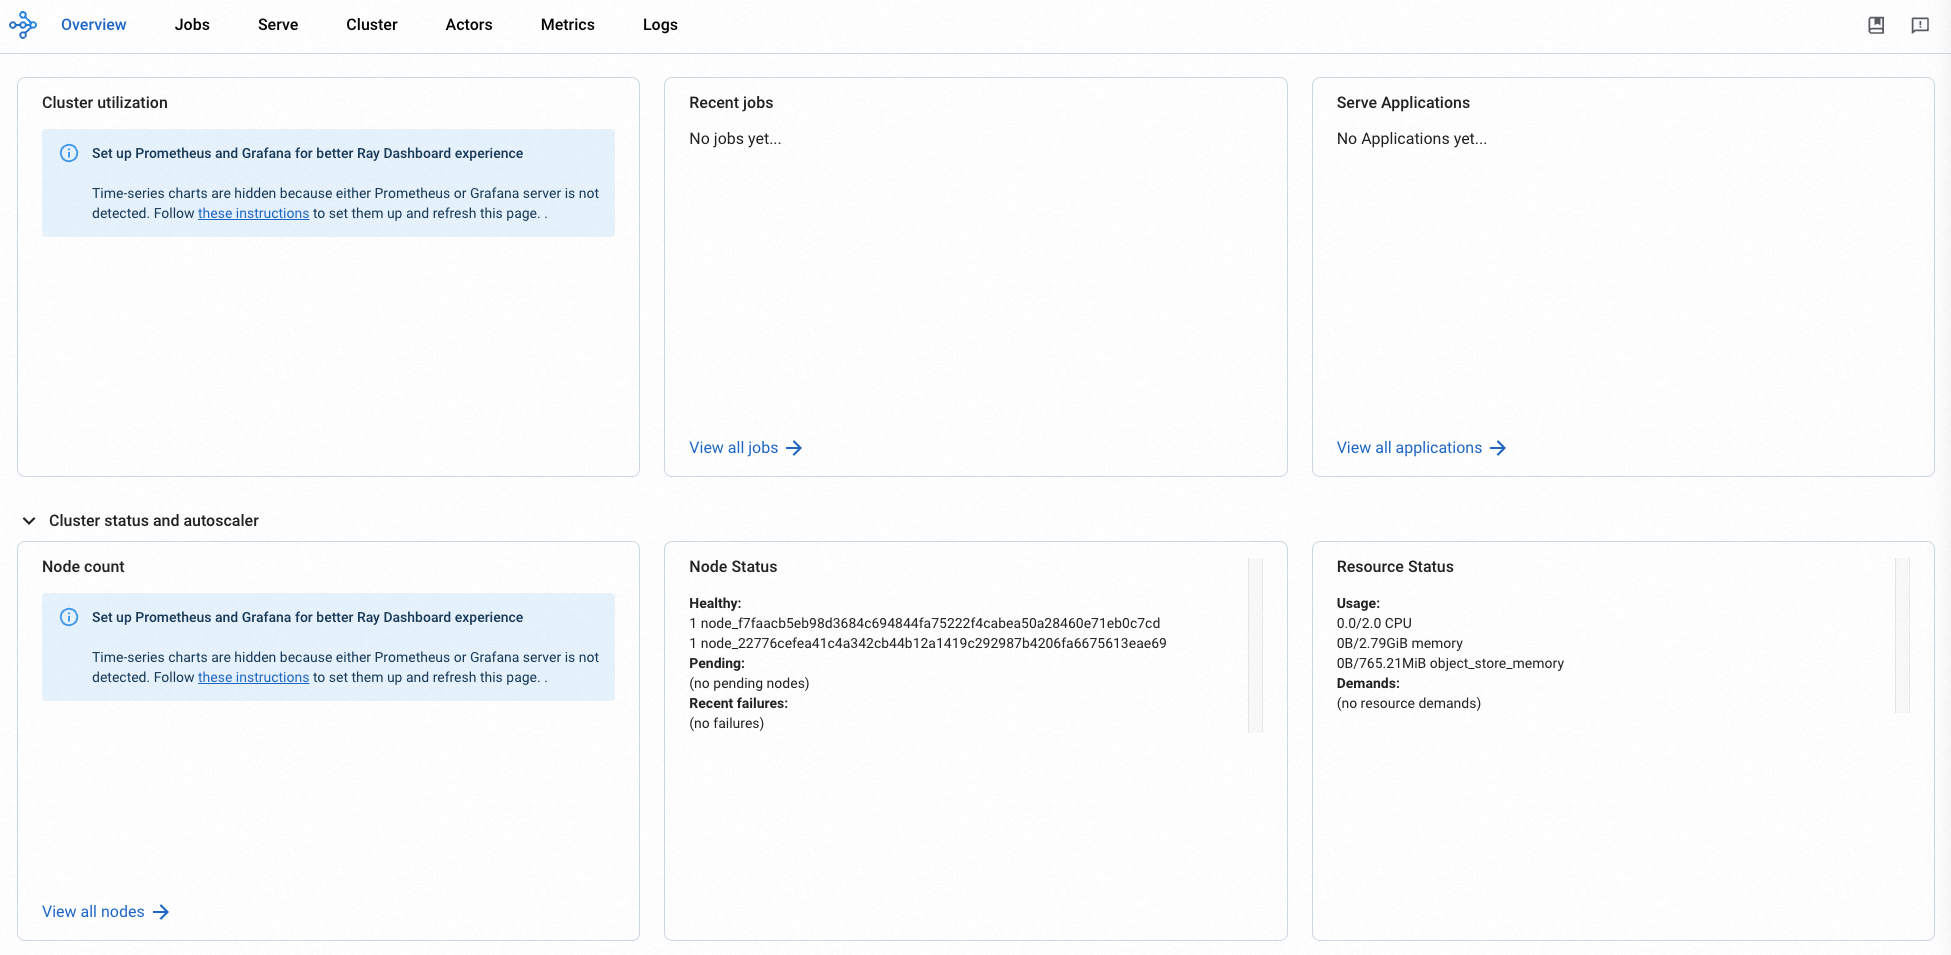 Overview Jobs Serve Cluster Actors Metrics Logs
Cluster utilization
Set up Prometheus and Grafana for better Ray Dashboard experience
Time-series charts are hidden because either Prometheus or Grafana server is not
detected. Follow these instructions to set them up and refresh this page. .
Recent jobs
No jobs yet...
View all jobs
Serve Applications
No Applications yet...
View all applications
Cluster status and autoscaler
Node count
Set up Prometheus and Grafana for better Ray Dashboard experience
Time-series charts are hidden because either Prometheus or Grafana server is not
detected. Follow these instructions to set them up and refresh this page. .
View all nodes
Node Status
Healthy:
1 node_f7faacb5eb98d3684c694844fa75222f4cabea50a28460e71eb0c7cd
1 node_22776cefea41c4a342cb44b12a1419c292987b4206fa6675613eae69
Pending:
(no pending nodes)
Recent failures:
(no failures)
Resource Status
Usage:
0.0/2.0 CPU
0B/2.79GiB memory
0B/765.21MiB object_store_memory
Demands:
(no resource demands)